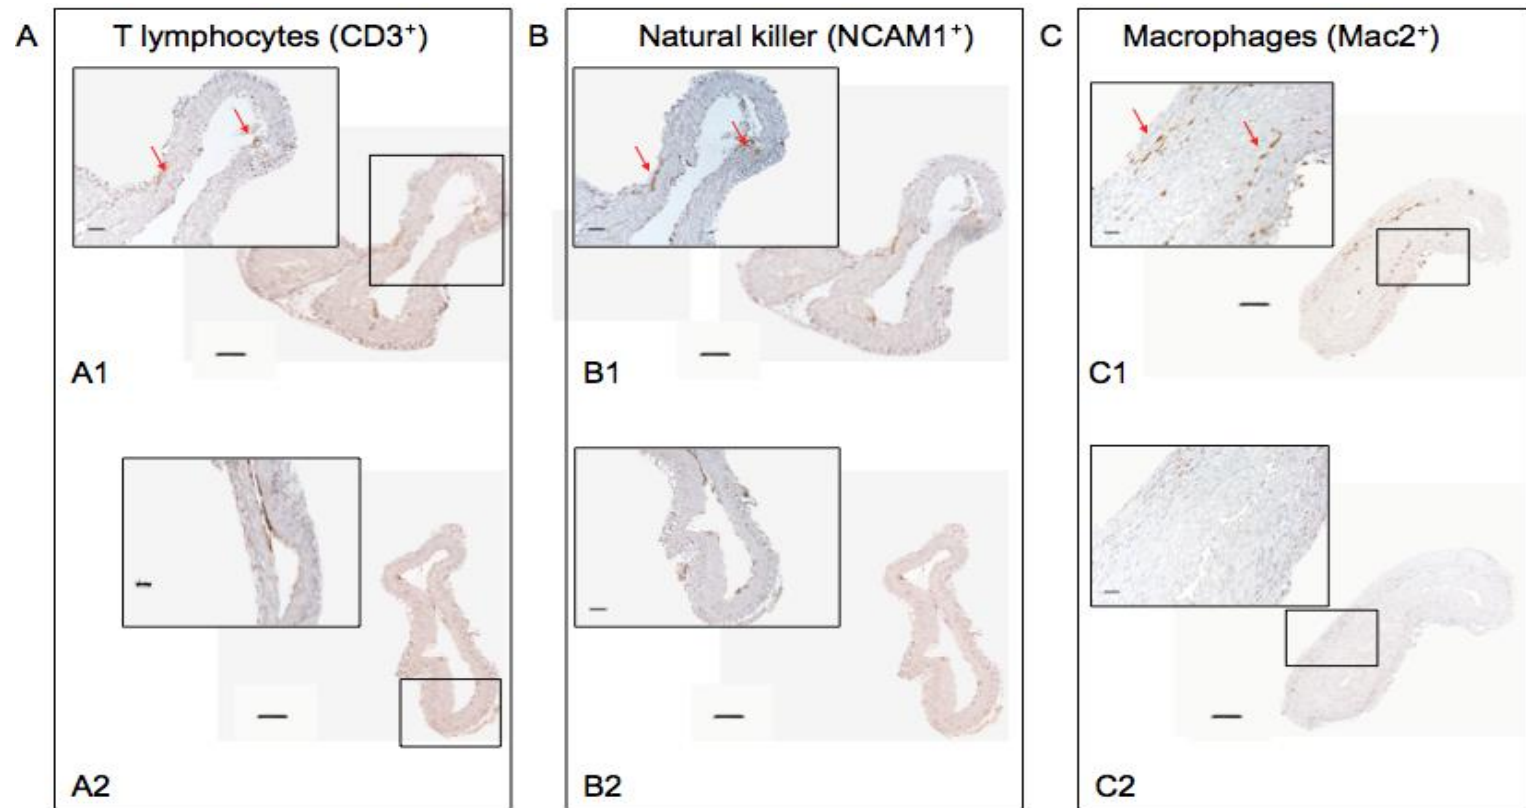 A T lymphocytes (CD3⁺)
B Natural killer (NCAM1⁺)
C Macrophages (Mac2⁺)
A1
B1
C1
A2
B2
C2